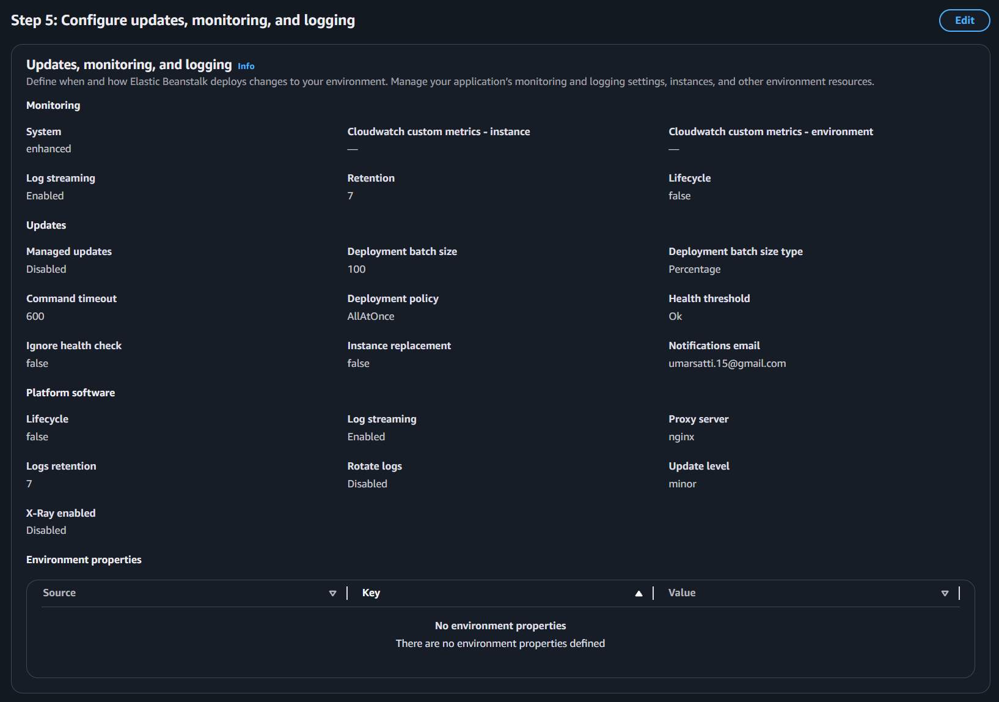 Step 5: Configure updates, monitoring, and logging
Edit
Updates, monitoring, and logging Info
Define when and how Elastic Beanstalk deploys changes to your environment. Manage your application's monitoring and logging settings, instances, and other environment resources.
Monitoring
System
enhanced
Cloudwatch custom metrics - instance
—
Cloudwatch custom metrics - environment
—
Log streaming
Enabled
Retention
7
Lifecycle
false
Updates
Managed updates
Disabled
Deployment batch size
100
Deployment batch size type
Percentage
Command timeout
600
Deployment policy
AllAtOnce
Health threshold
Ok
Ignore health check
false
Instance replacement
false
Notifications email
umarsatti.15@gmail.com
Platform software
Lifecycle
false
Log streaming
Enabled
Proxy server
nginx
Logs retention
7
Rotate logs
Disabled
Update level
minor
X-Ray enabled
Disabled
Environment properties
Source
Key
Value
No environment properties
There are no environment properties defined